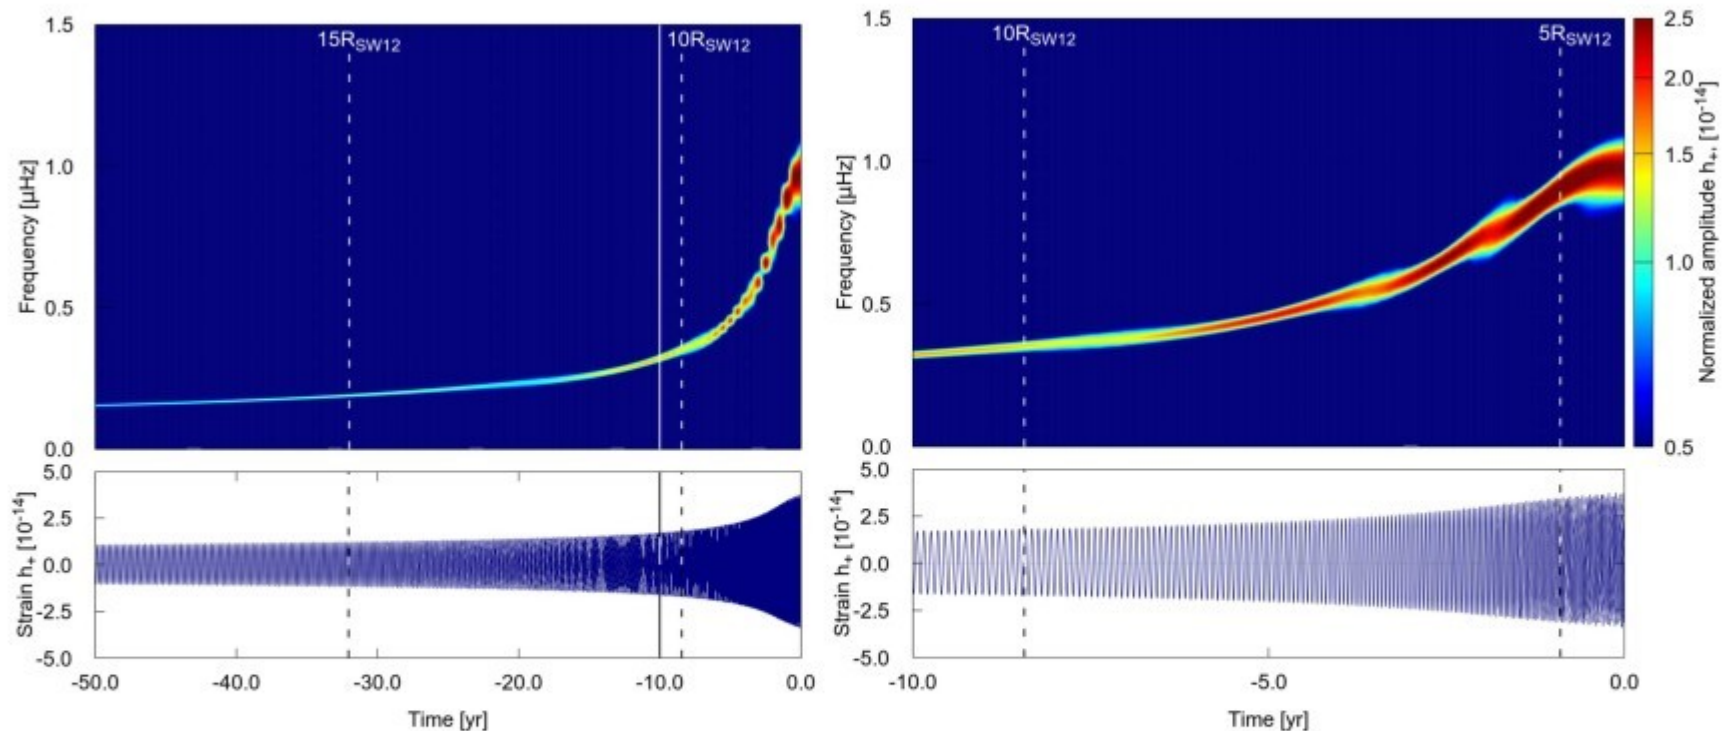 1.5
1.0
0.5
0.0
Frequency [µHz]
15R_SW12
10R_SW12
5.0
2.5
0.0
-2.5
-5.0
Strain h₊ [10⁻¹⁴]
-50.0 -40.0 -30.0 -20.0 -10.0 0.0
Time [yr]
1.5
1.0
0.5
0.0
Frequency [µHz]
10R_SW12
5R_SW12
2.5
2.0
1.5
1.0
0.5
Normalized amplitude h₊, [10⁻¹⁴]
5.0
2.5
0.0
-2.5
-5.0
Strain h₊ [10⁻¹⁴]
-10.0 -5.0 0.0
Time [yr]